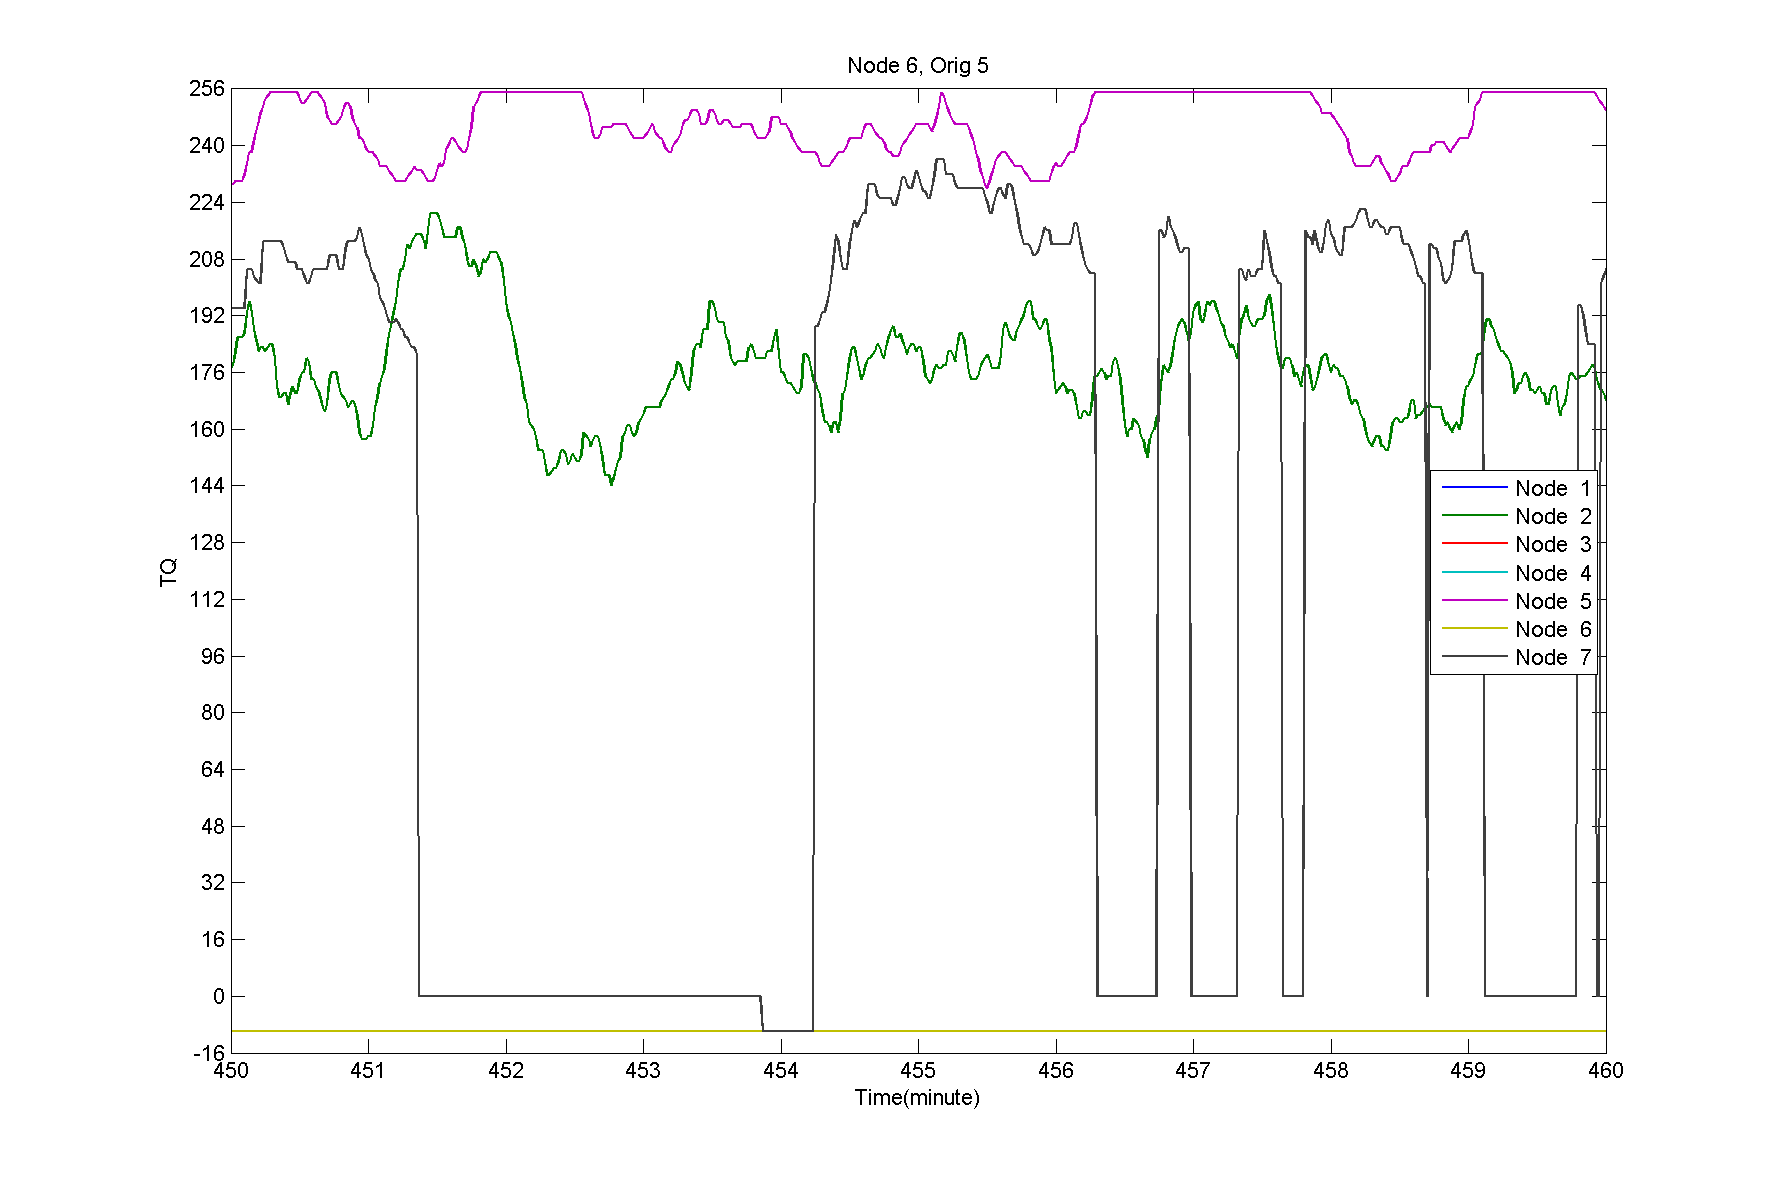 Node 6, Orig 5
256
240
224
208
192
176
160
144
128
112
96
80
64
48
32
16
0
-16
TQ
Node 1
Node 2
Node 3
Node 4
Node 5
Node 6
Node 7
450 451 452 453 454 455 456 457 458 459 460
Time(minute)